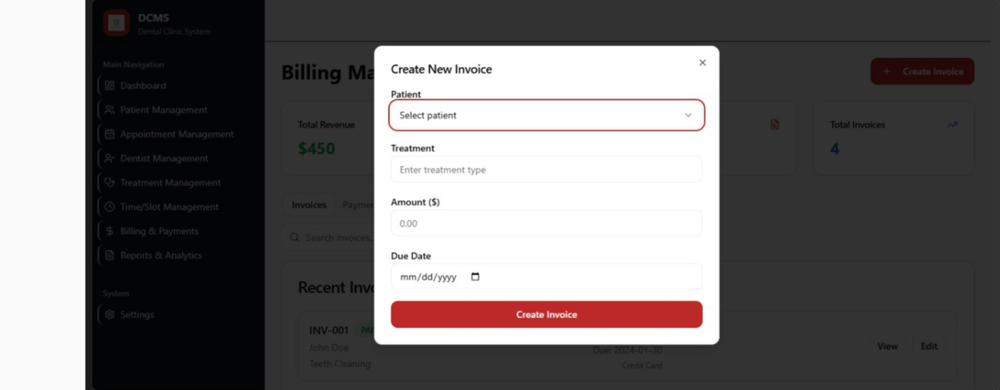 DCMS
Dental Clinic System
Main Navigation
Dashboard
Patient Management
Appointment Management
Dentist Management
Treatment Management
Time/Slot Management
Billing & Payments
Reports & Analytics
System
Settings
Billing Ma
Create Invoice
Total Revenue
$450
Total Invoices
4
Invoices Paymen
Search invoices...
Recent Invo
INV-001 PAI
John Doe
Teeth Cleaning
Due: 2024-01-30
Credit Card
View Edit
Create New Invoice
Patient
Select patient
Treatment
Enter treatment type
Amount ($)
0.00
Due Date
mm/dd/yyyy
Create Invoice